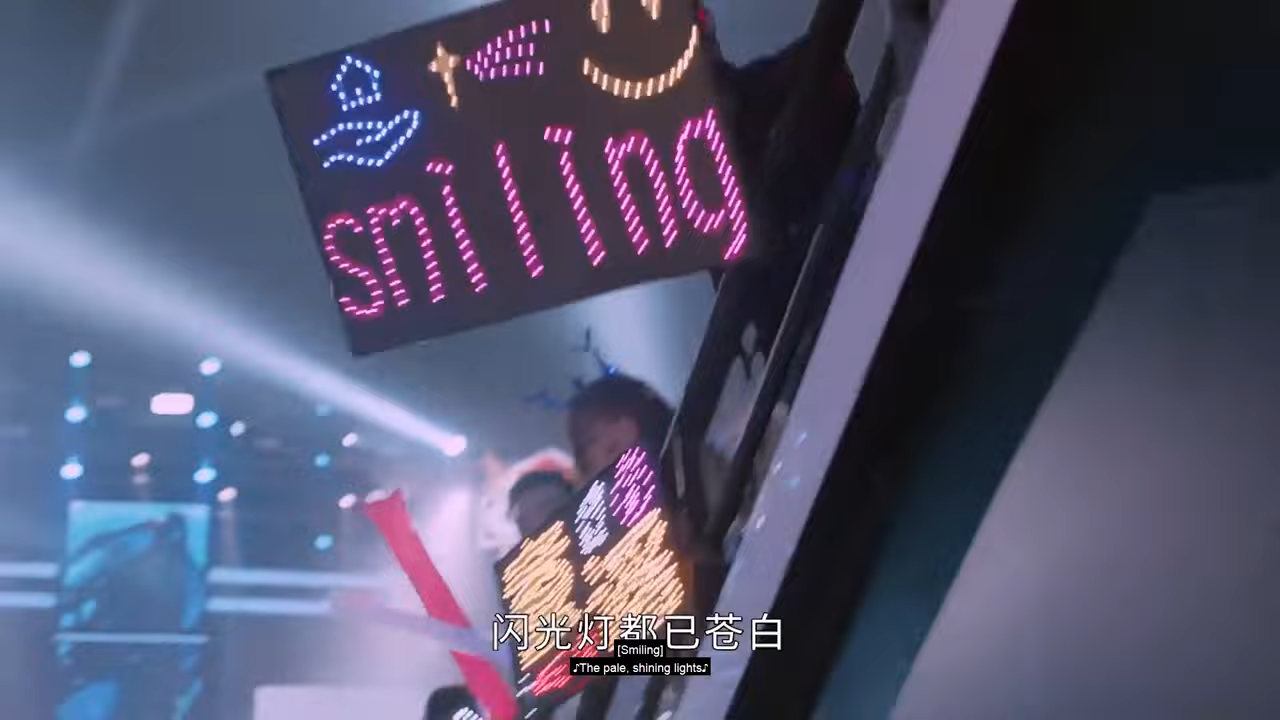 smiling
闪光灯都已苍白
[Smiling]
♪The pale, shining lights♪